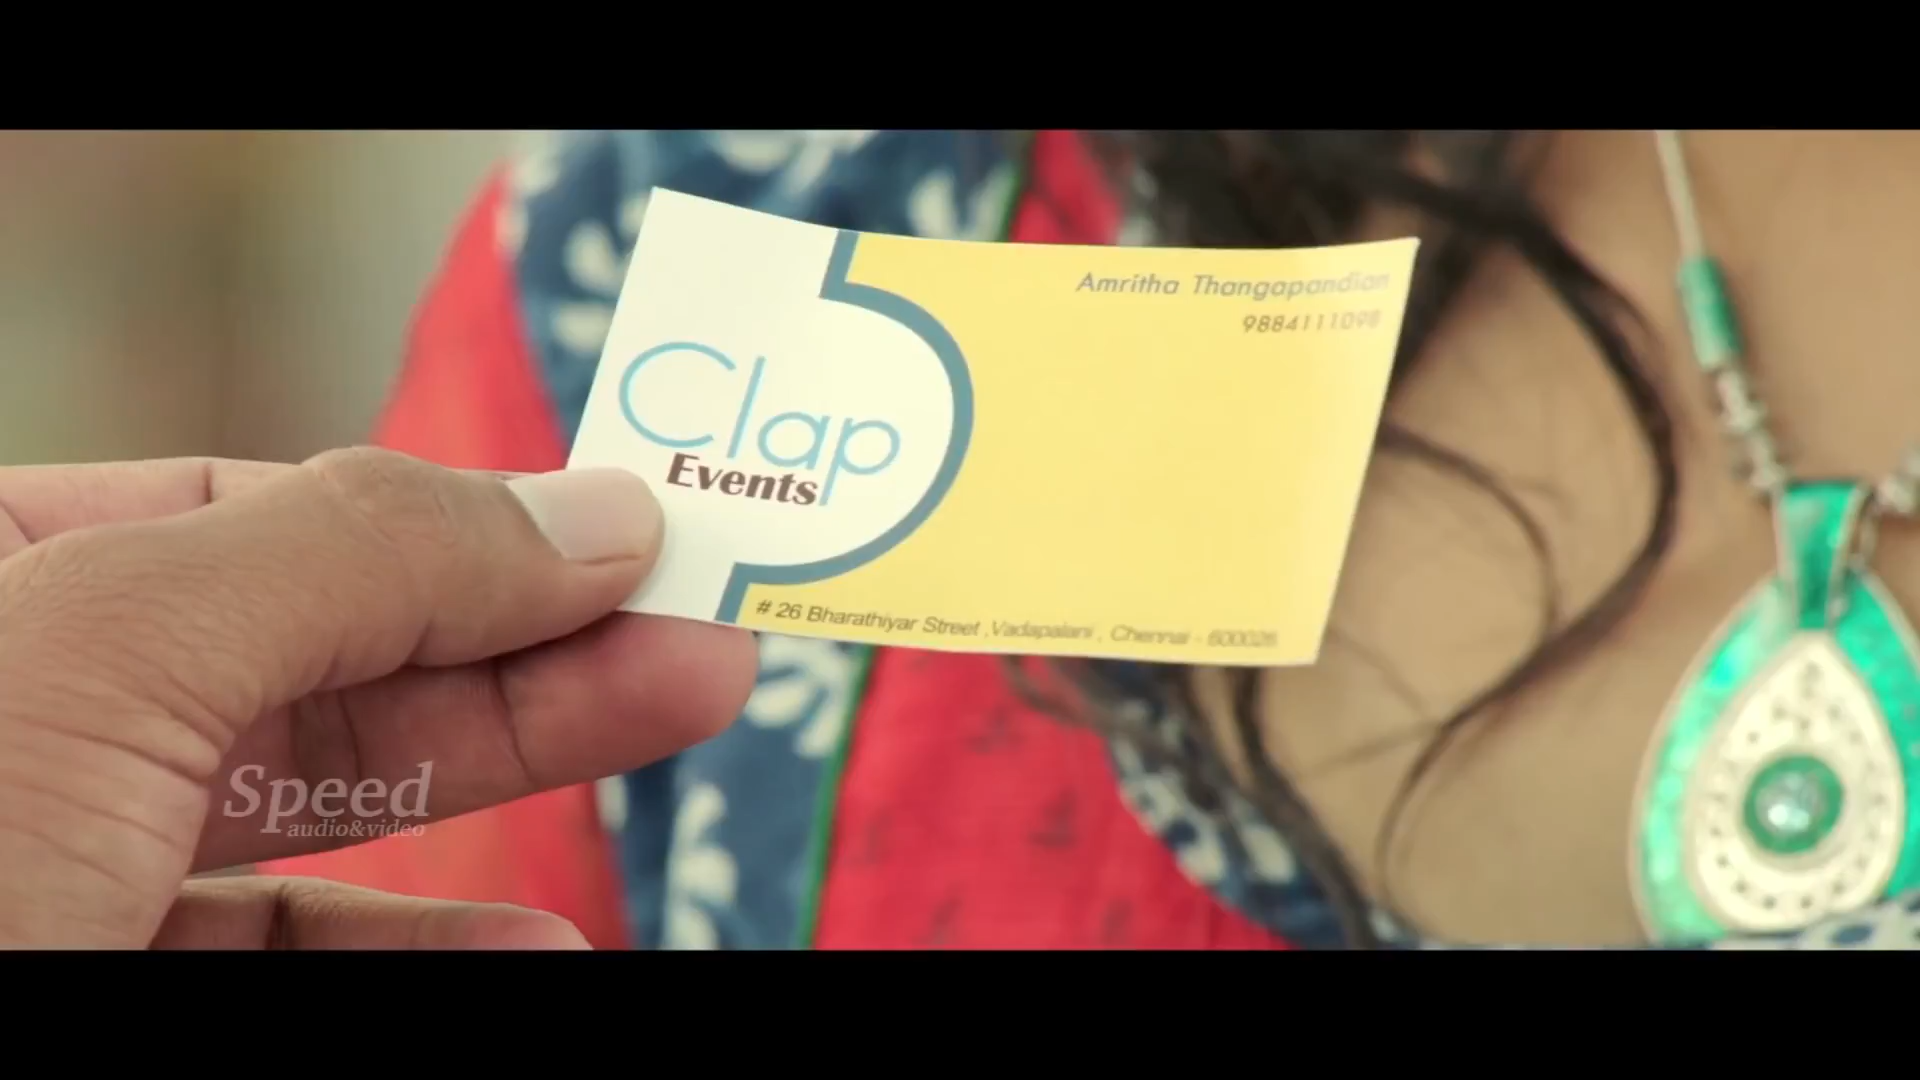 Amritha Thangapandian
9884111098
Clap
Events
# 26 Bharathiyar Street ,Vadapalani , Chennai - 600026
Speed
audio&video